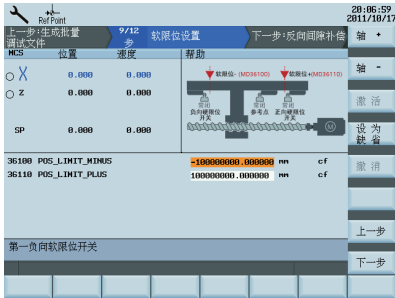 Ref Point
20:06:59
2011/10/17
上一步:生成批量
调试文件
9/12
步
软限位设置
下一步:反向间隙补偿
轴 +
MCS
位置
速度
帮助
轴 -
X 0.000 0.000
软限位- (MD36100)
软限位+(MD36110)
Z 0.000 0.000
激 活
常闭
负向硬限位
开关
常闭
参考点
开关
常闭
正向硬限位
SP 0.000 0.000
M
设 为
缺 省
36100 POS_LIMIT_MINUS -100000000.000000 mm cf
撤 消
36110 POS_LIMIT_PLUS 100000000.000000 mm cf
上一步
第一负向软限位开关
下一步